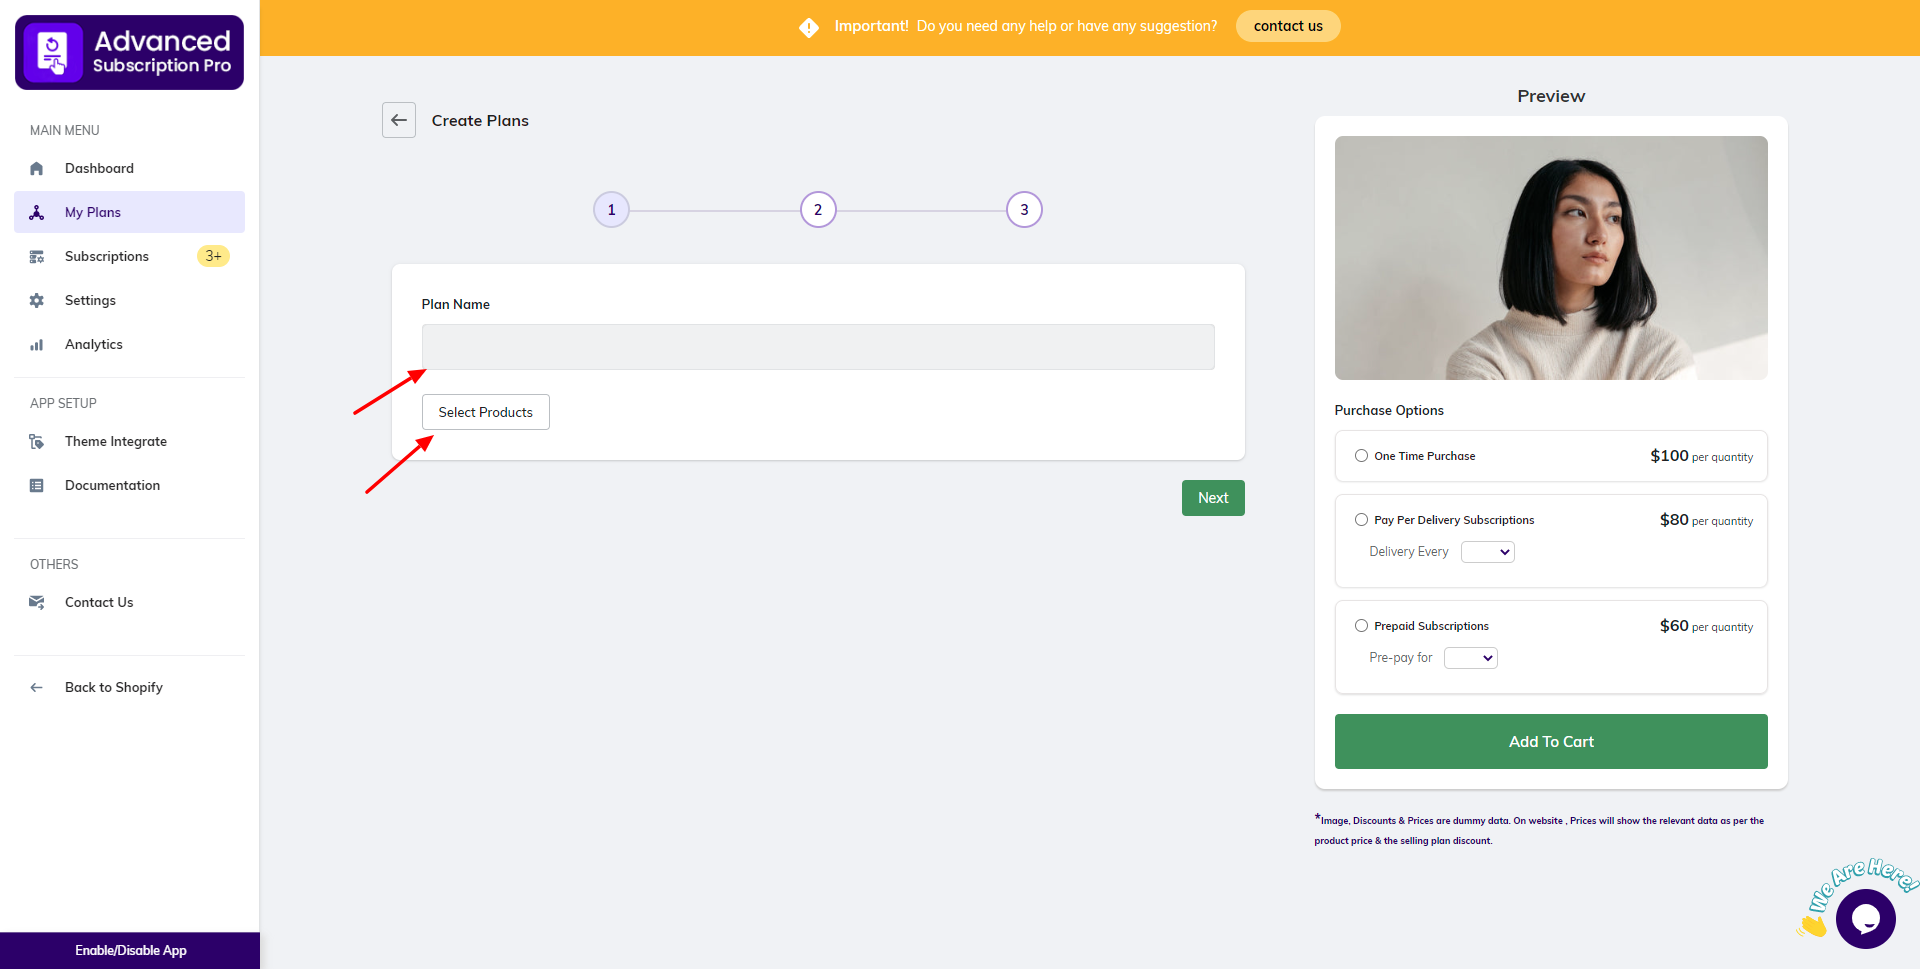 Advanced
Subscription Pro
MAIN MENU
Dashboard
My Plans
Subscriptions 3+
Settings
Analytics
APP SETUP
Theme Integrate
Documentation
OTHERS
Contact Us
Back to Shopify
Enable/Disable App
Important! Do you need any help or have any suggestion? contact us
Create Plans
1 2 3
Plan Name
Select Products
Next
Preview
Purchase Options
One Time Purchase $100 per quantity
Pay Per Delivery Subscriptions $80 per quantity
Delivery Every
Prepaid Subscriptions $60 per quantity
Pre-pay for
Add To Cart
*Image, Discounts & Prices are dummy data. On website , Prices will show the relevant data as per the
product price & the selling plan discount.
We Are Here!